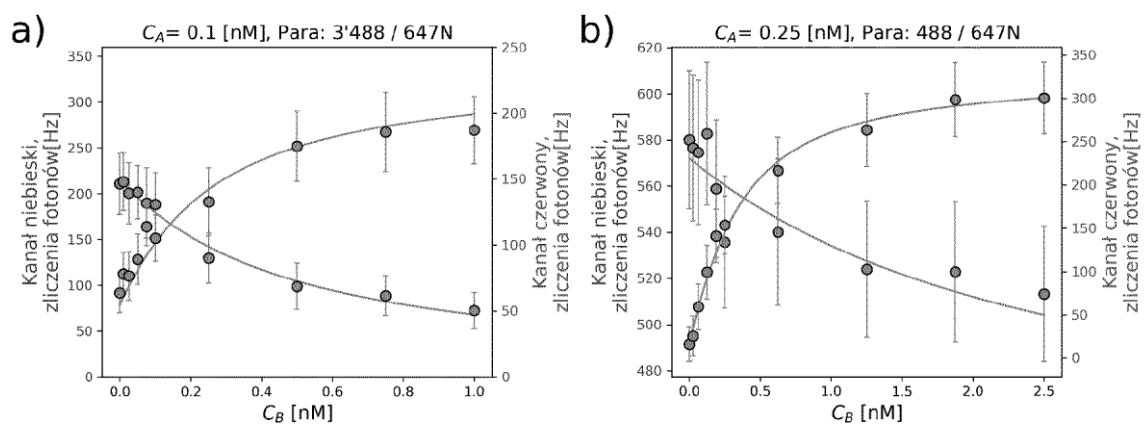 a)
C_A= 0.1 [nM], Para: 3'488 / 647N
Kanał niebieski,
zliczenia fotonów[Hz]
350
300
250
200
150
100
50
0
250
200
150
100
50
0
Kanał czerwony,
zliczenia fotonów[Hz]
0.0 0.2 0.4 0.6 0.8 1.0
C_B [nM]
b)
C_A= 0.25 [nM], Para: 488 / 647N
Kanał niebieski,
zliczenia fotonów[Hz]
620
600
580
560
540
520
500
480
350
300
250
200
150
100
50
0
Kanał czerwony,
zliczenia fotonów[Hz]
0.0 0.5 1.0 1.5 2.0 2.5
C_B [nM]